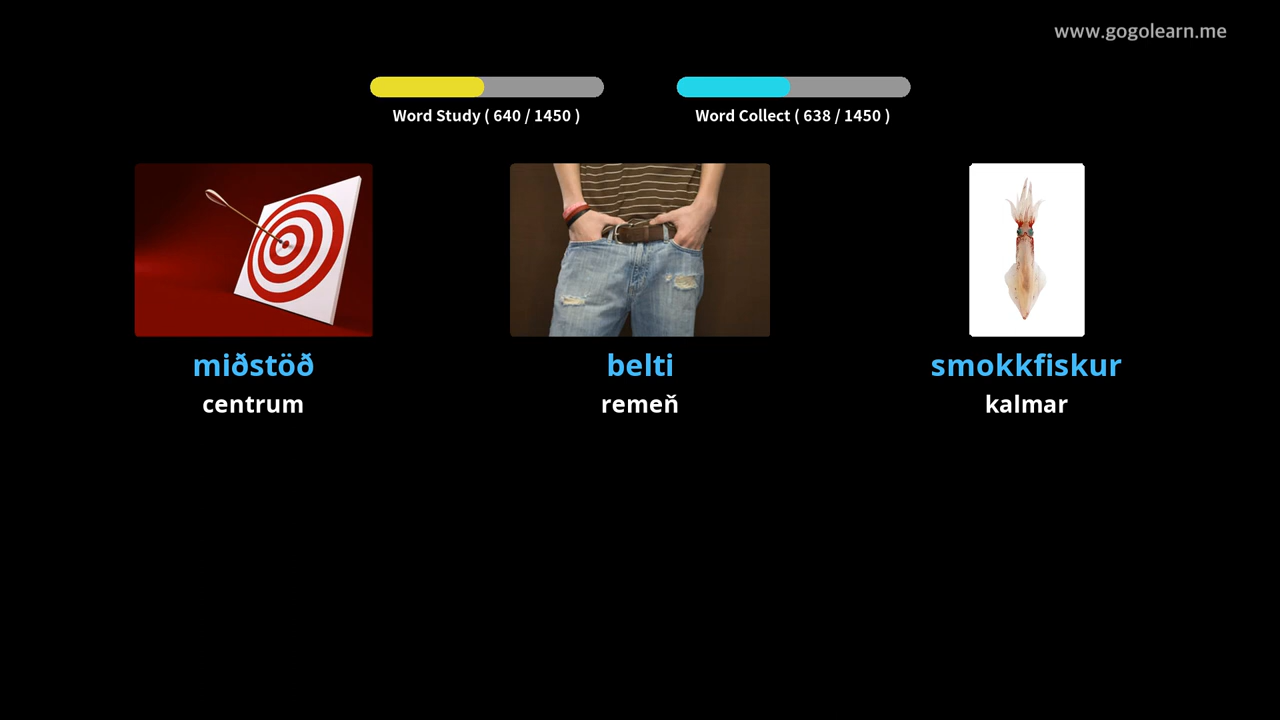 www.gogolearn.me
Word Study ( 640 / 1450 )
Word Collect ( 638 / 1450 )
miðstöð
centrum
belti
remeň
smokkfiskur
kalmar